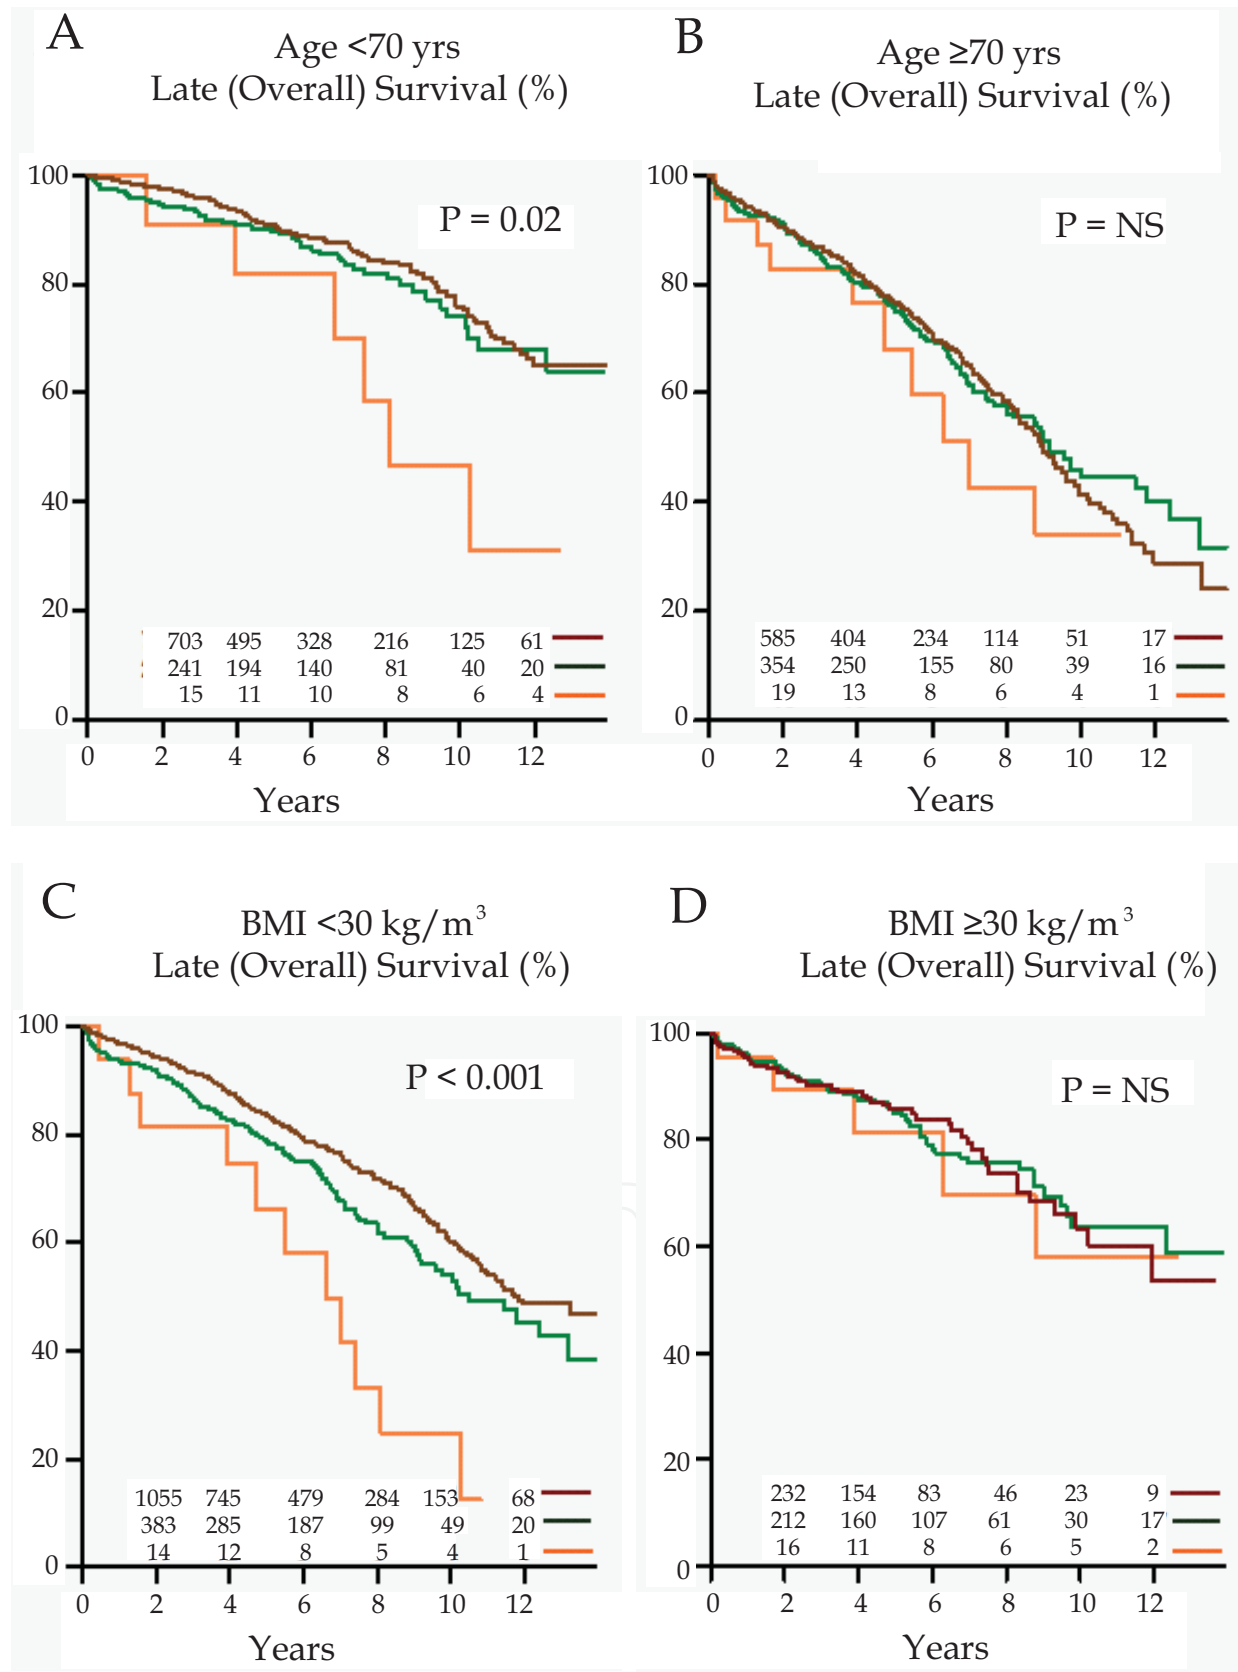 A
Age <70 yrs
Late (Overall) Survival (%)
100
80
60
40
20
0
P = 0.02
703 495 328 216 125 61
241 194 140 81 40 20
15 11 10 8 6 4
0 2 4 6 8 10 12
Years
B
Age ≥70 yrs
Late (Overall) Survival (%)
100
80
60
40
20
0
P = NS
585 404 234 114 51 17
354 250 155 80 39 16
19 13 8 6 4 1
0 2 4 6 8 10 12
Years
C
BMI <30 kg/m³
Late (Overall) Survival (%)
100
80
60
40
20
0
P < 0.001
1055 745 479 284 153 68
383 285 187 99 49 20
14 12 8 5 4 1
0 2 4 6 8 10 12
Years
D
BMI ≥30 kg/m³
Late (Overall) Survival (%)
100
80
60
40
20
0
P = NS
232 154 83 46 23 9
212 160 107 61 30 17
16 11 8 6 5 2
0 2 4 6 8 10 12
Years